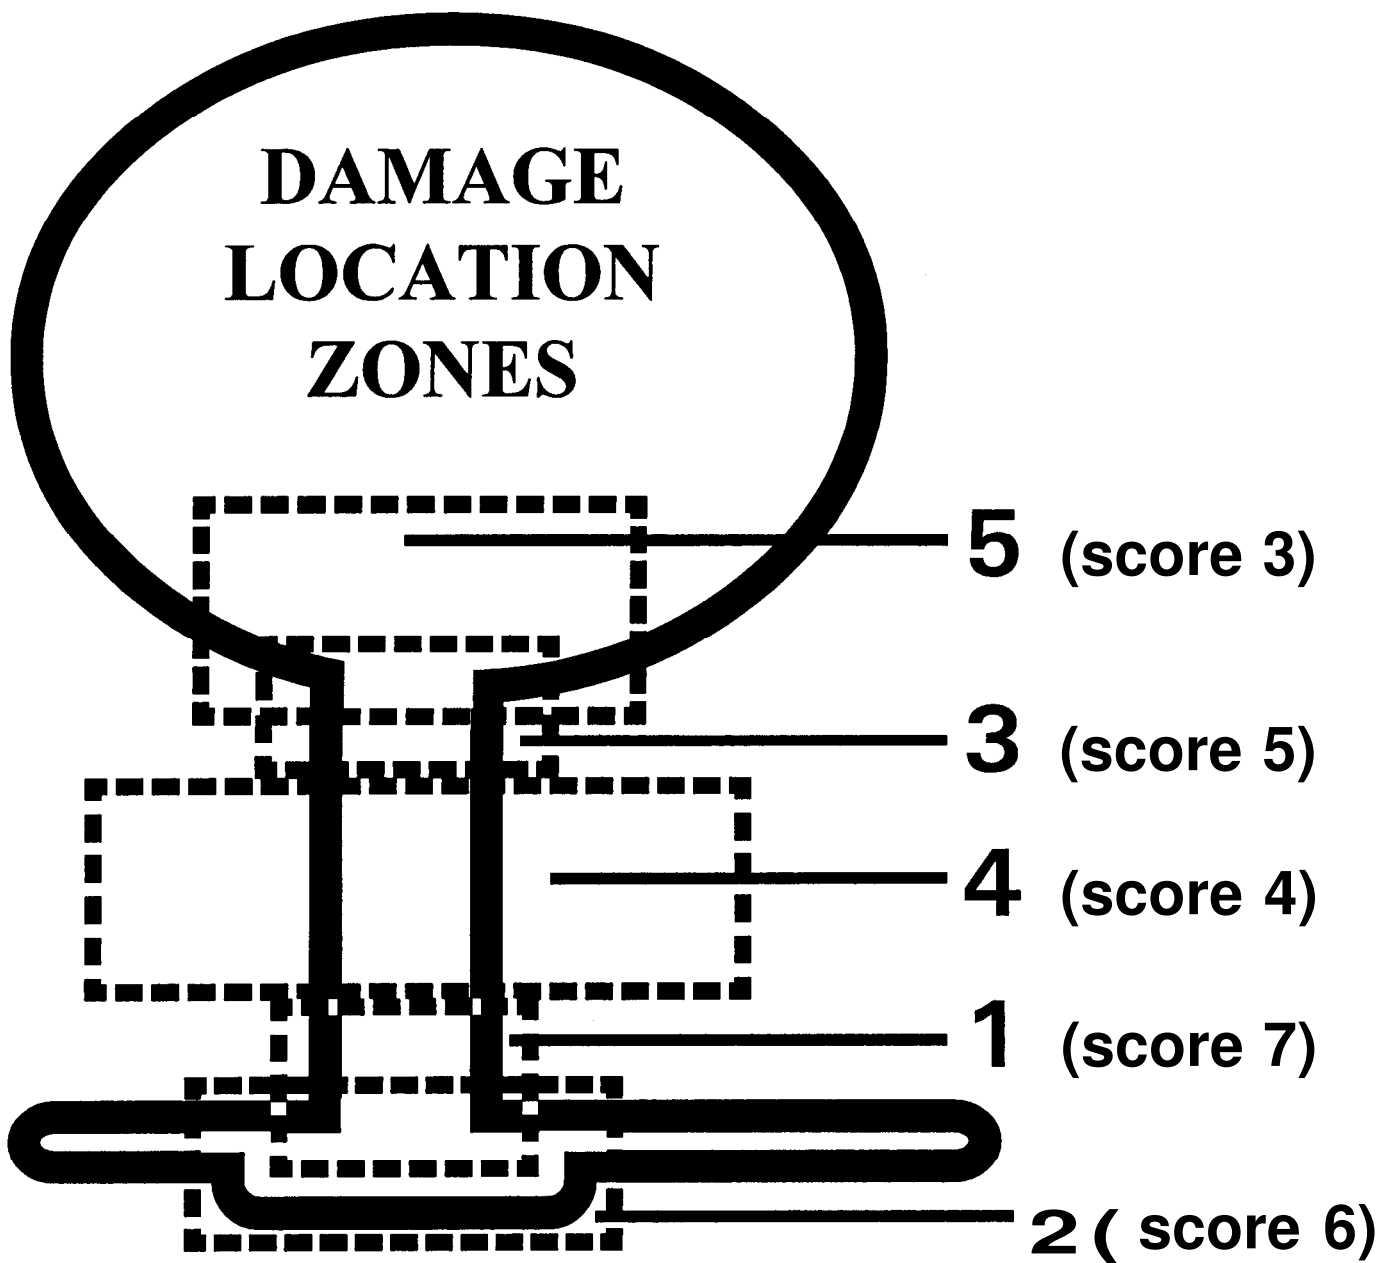 DAMAGE
LOCATION
ZONES
5 (score 3)
3 (score 5)
4 (score 4)
1 (score 7)
2 ( score 6)